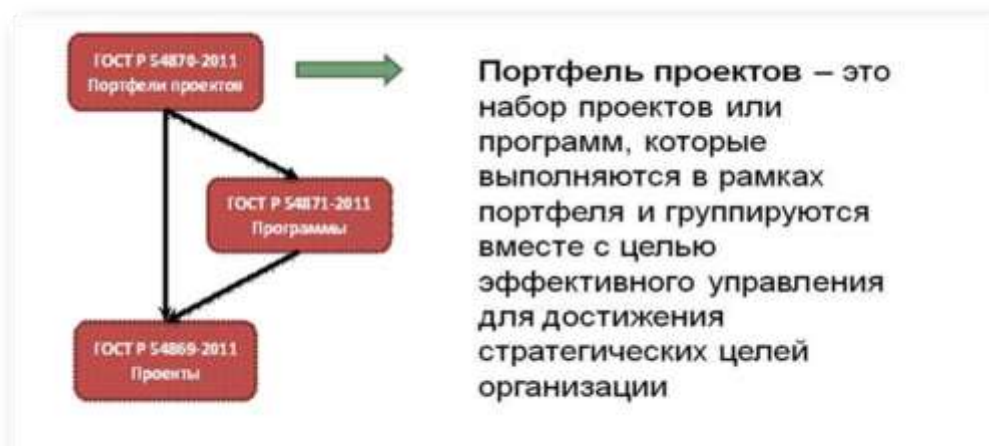 ГОСТ Р 54870-2011
Портфели проектов
ГОСТ Р 54871-2011
Программы
ГОСТ Р 54869-2011
Проекты
Портфель проектов – это
набор проектов или
программ, которые
выполняются в рамках
портфеля и группируются
вместе с целью
эффективного управления
для достижения
стратегических целей
организации